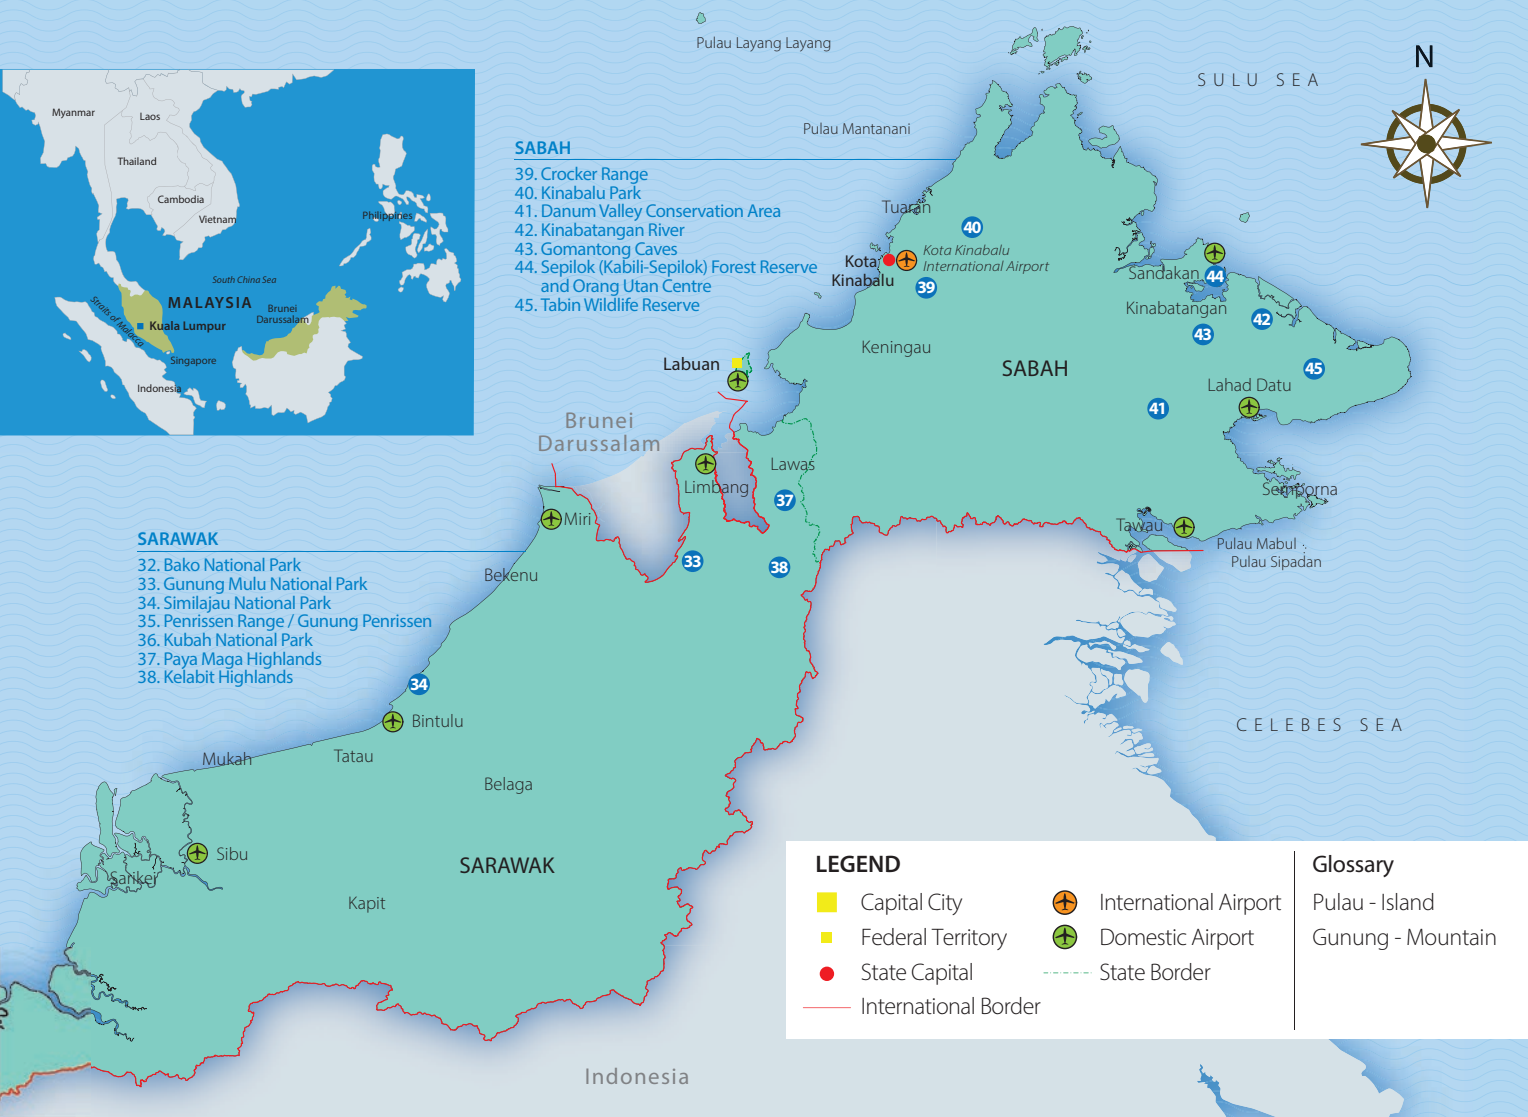 Pulau Layang Layang
SULU SEA
N
Myanmar
Laos
Thailand
Cambodia
Vietnam
Philippines
South China Sea
MALAYSIA
Brunei
Darussalam
Straits of Malacca
Kuala Lumpur
Singapore
Indonesia
Pulau Mantanani
SABAH
39. Crocker Range
40. Kinabalu Park
41. Danum Valley Conservation Area
42. Kinabatangan River
43. Gomantong Caves
44. Sepilok (Kabili-Sepilok) Forest Reserve
and Orang Utan Centre
45. Tabin Wildlife Reserve
Tuaran
40
Kota
Kinabalu
Kota Kinabalu
International Airport
39
Sandakan
44
Kinabatangan
42
43
Keningau
SABAH
45
Labuan
Lahad Datu
41
Brunei
Darussalam
Lawas
Limbang
37
Semporna
Miri
Tawau
Pulau Mabul
Pulau Sipadan
33
38
Bekenu
SARAWAK
32. Bako National Park
33. Gunung Mulu National Park
34. Similajau National Park
35. Penrissen Range / Gunung Penrissen
36. Kubah National Park
37. Paya Maga Highlands
38. Kelabit Highlands
34
Bintulu
CELEBES SEA
Mukah
Tatau
Belaga
Sibu
SARAWAK
Sarikei
Kapit
LEGEND
Capital City
Federal Territory
State Capital
International Border
International Airport
Domestic Airport
State Border
Glossary
Pulau - Island
Gunung - Mountain
Indonesia